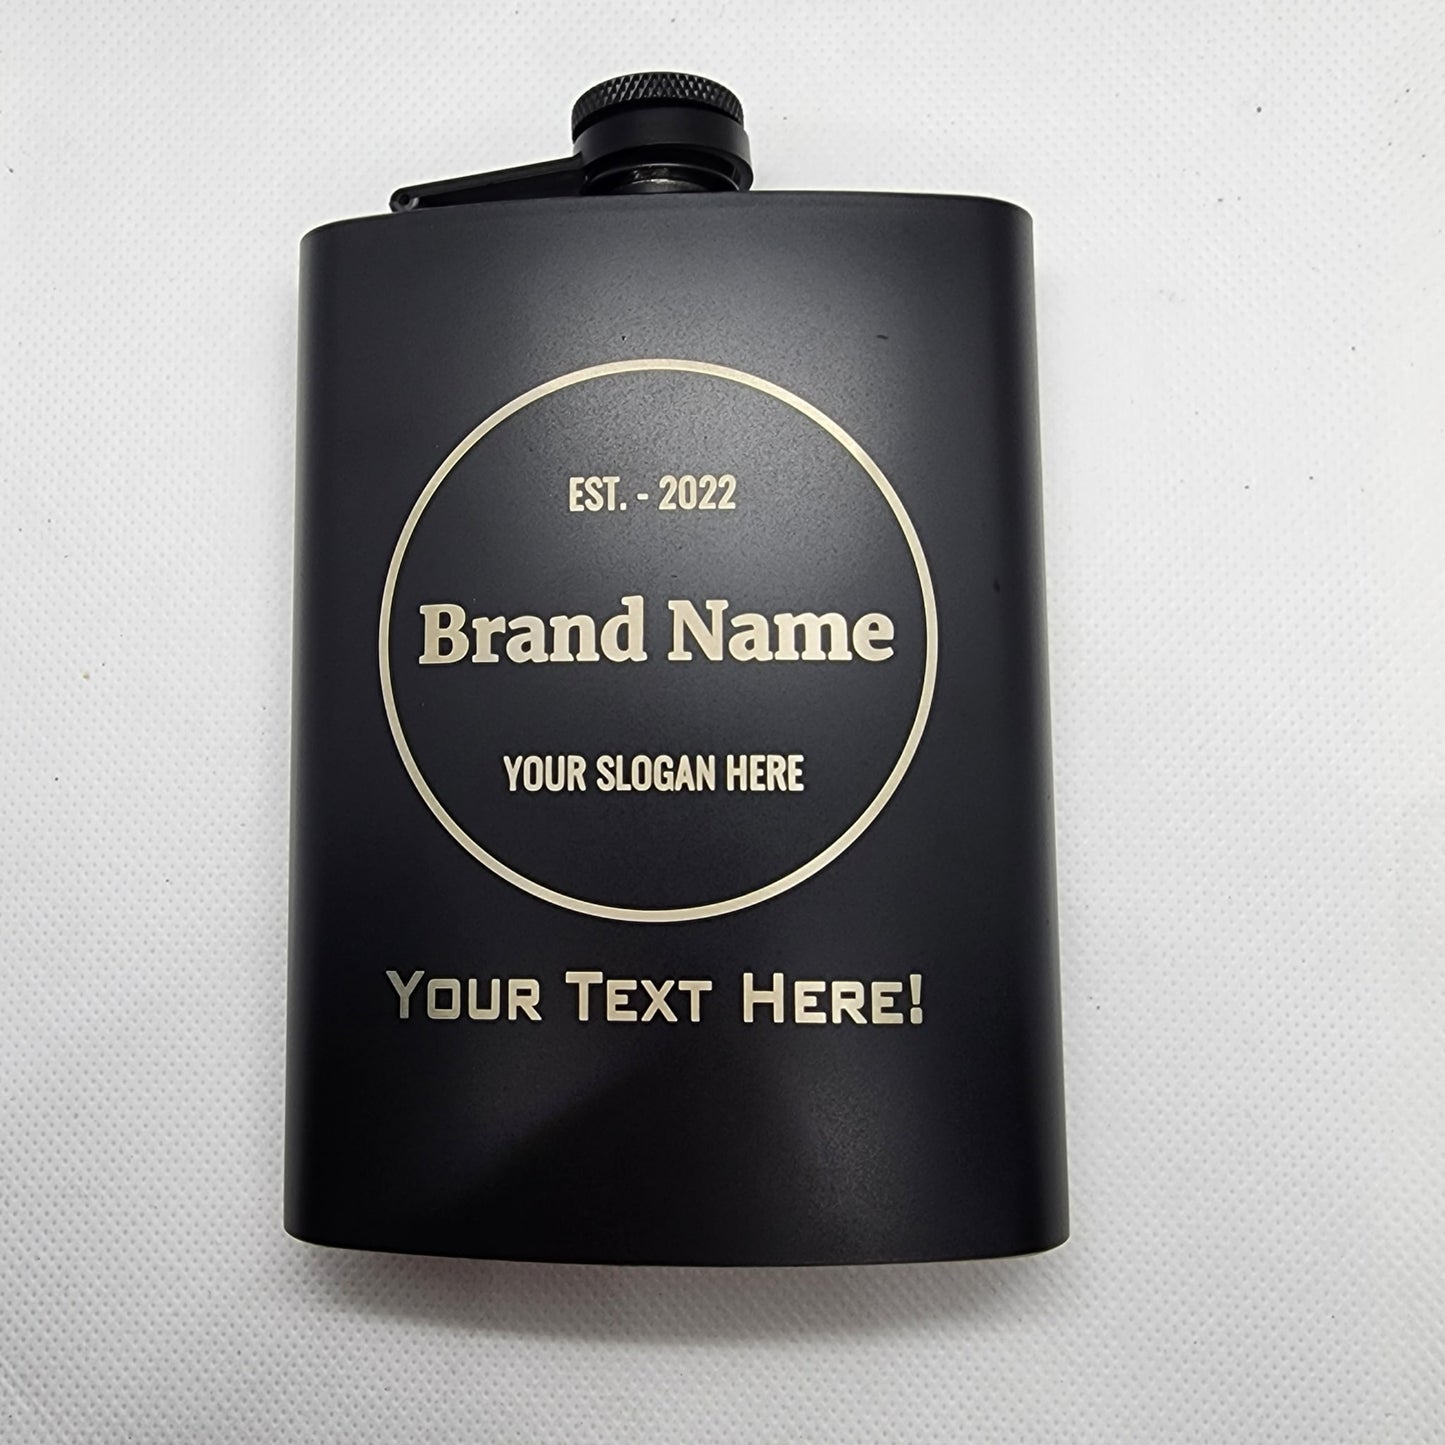 EST. - 2022
Brand Name
YOUR SLOGAN HERE
YOUR TEXT HERE!